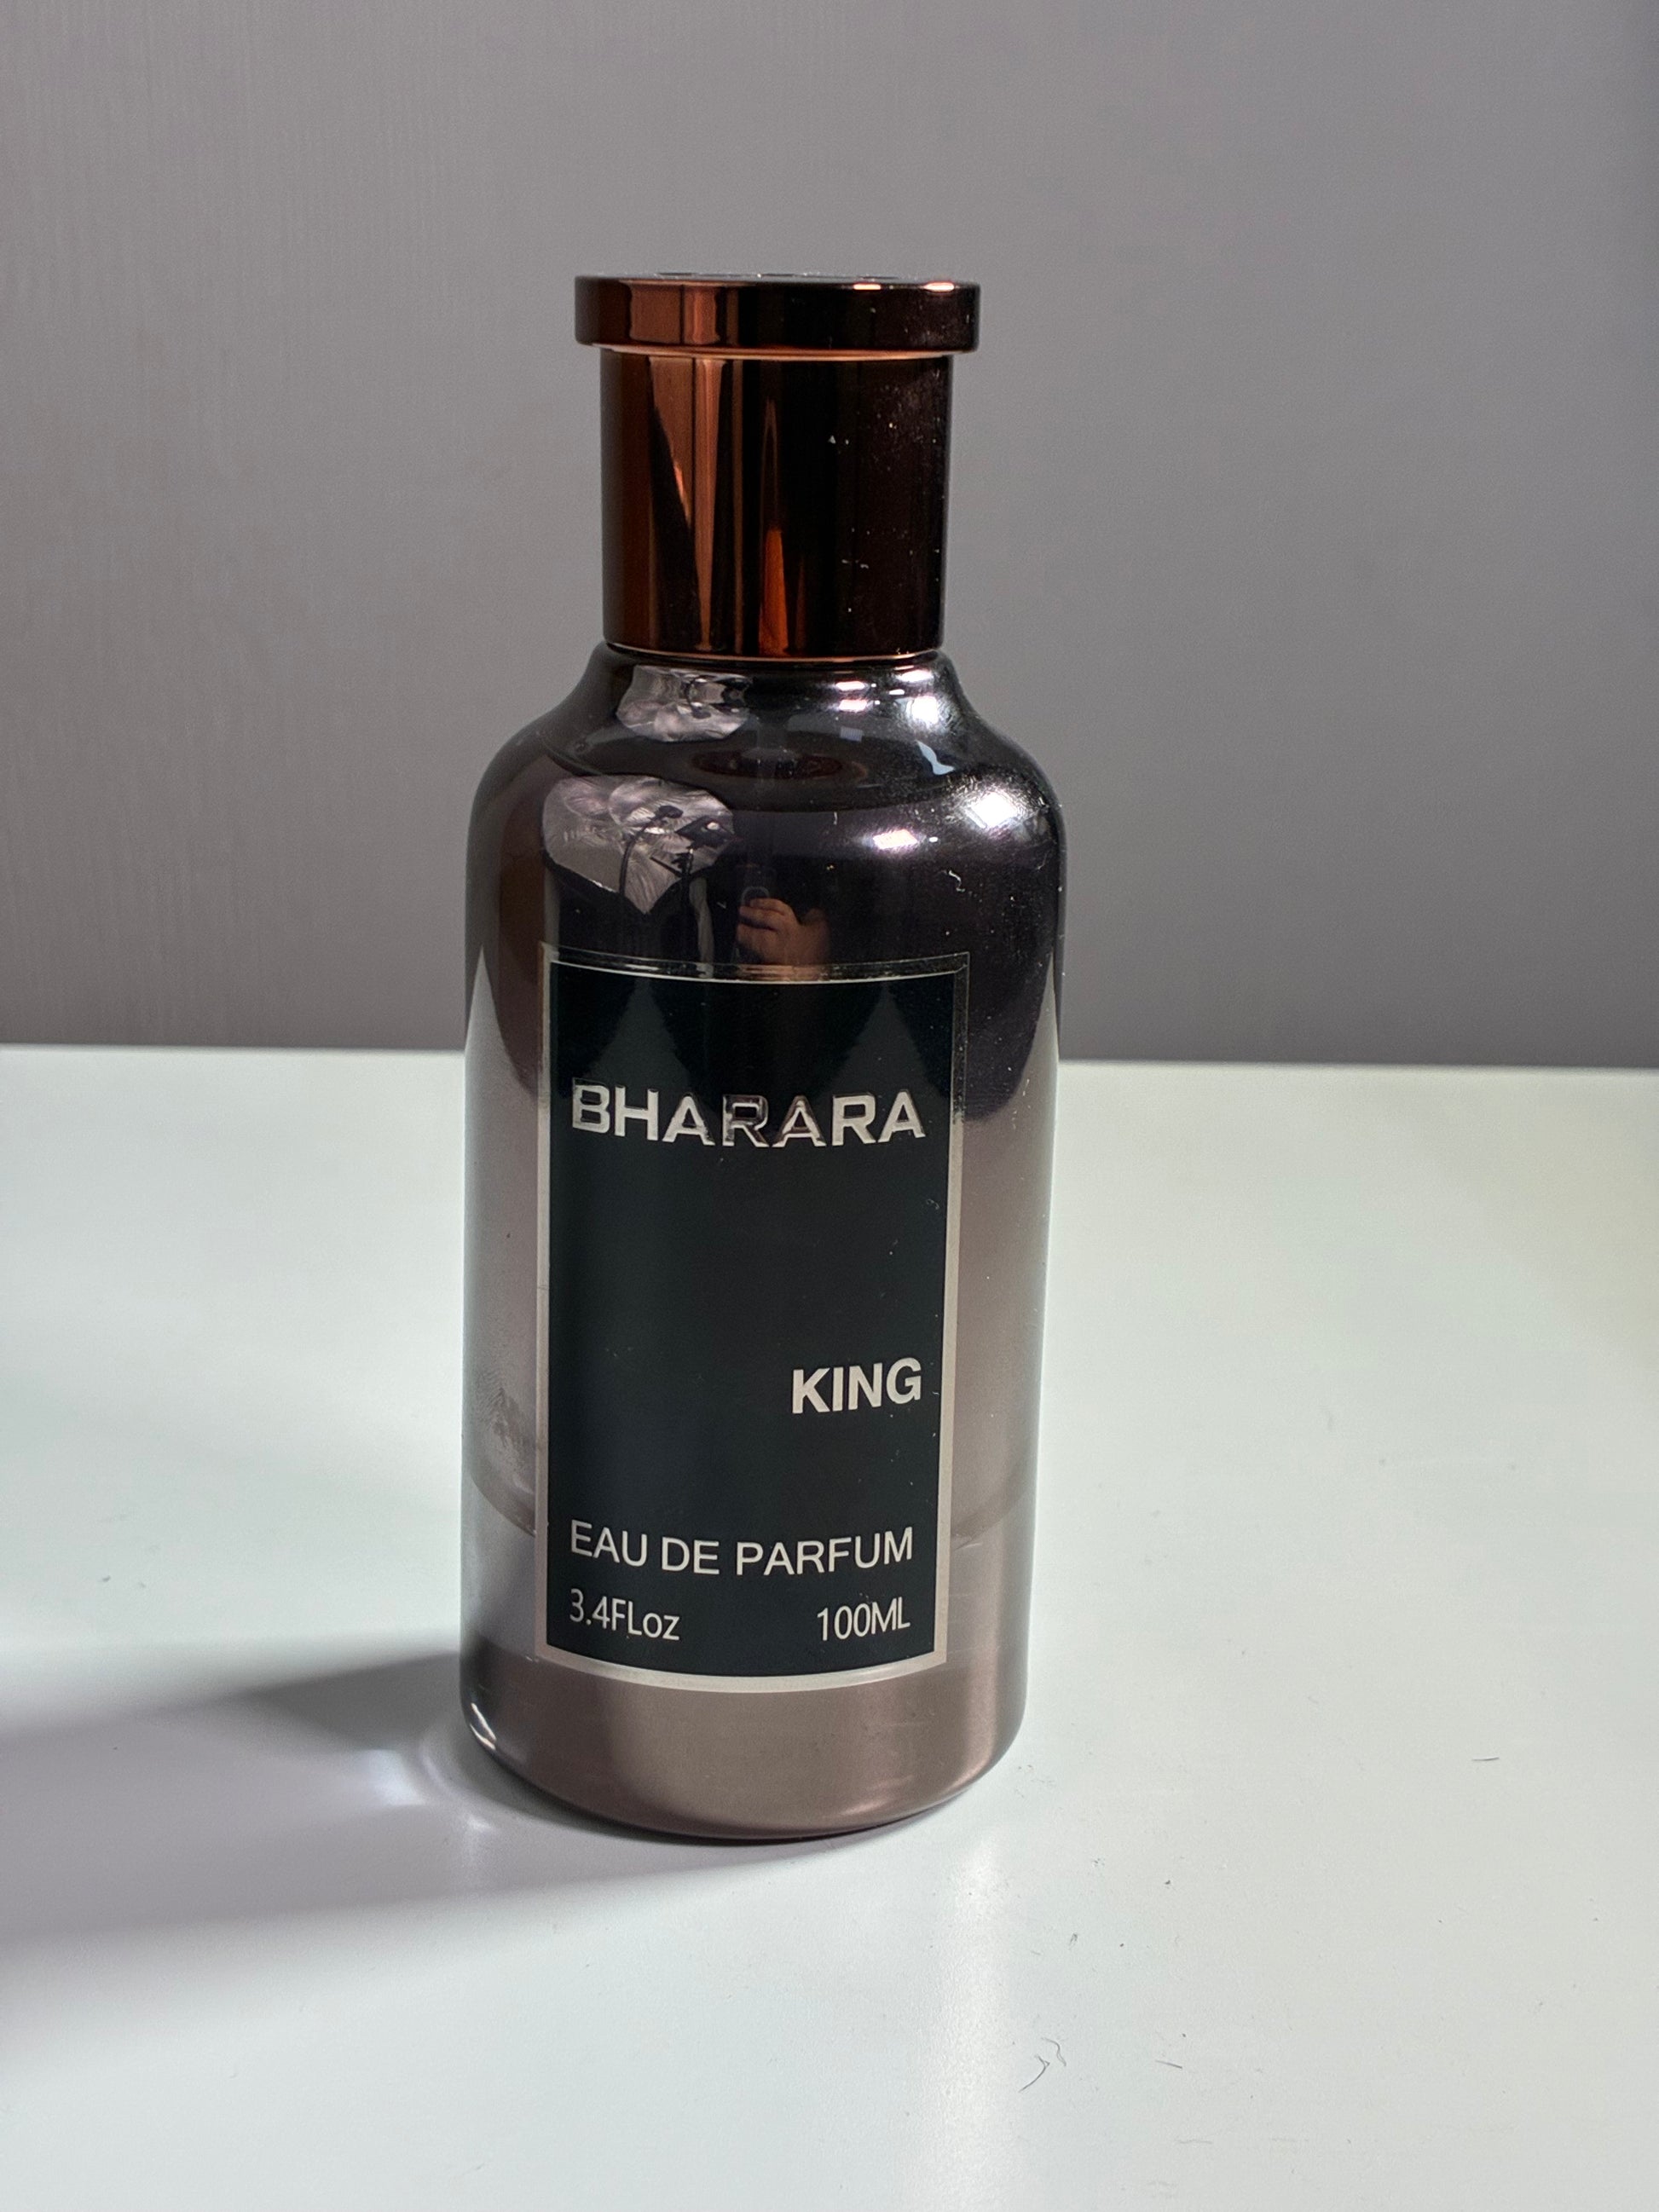 BHARARA
KING
EAU DE PARFUM
3.4FLoz 100ML